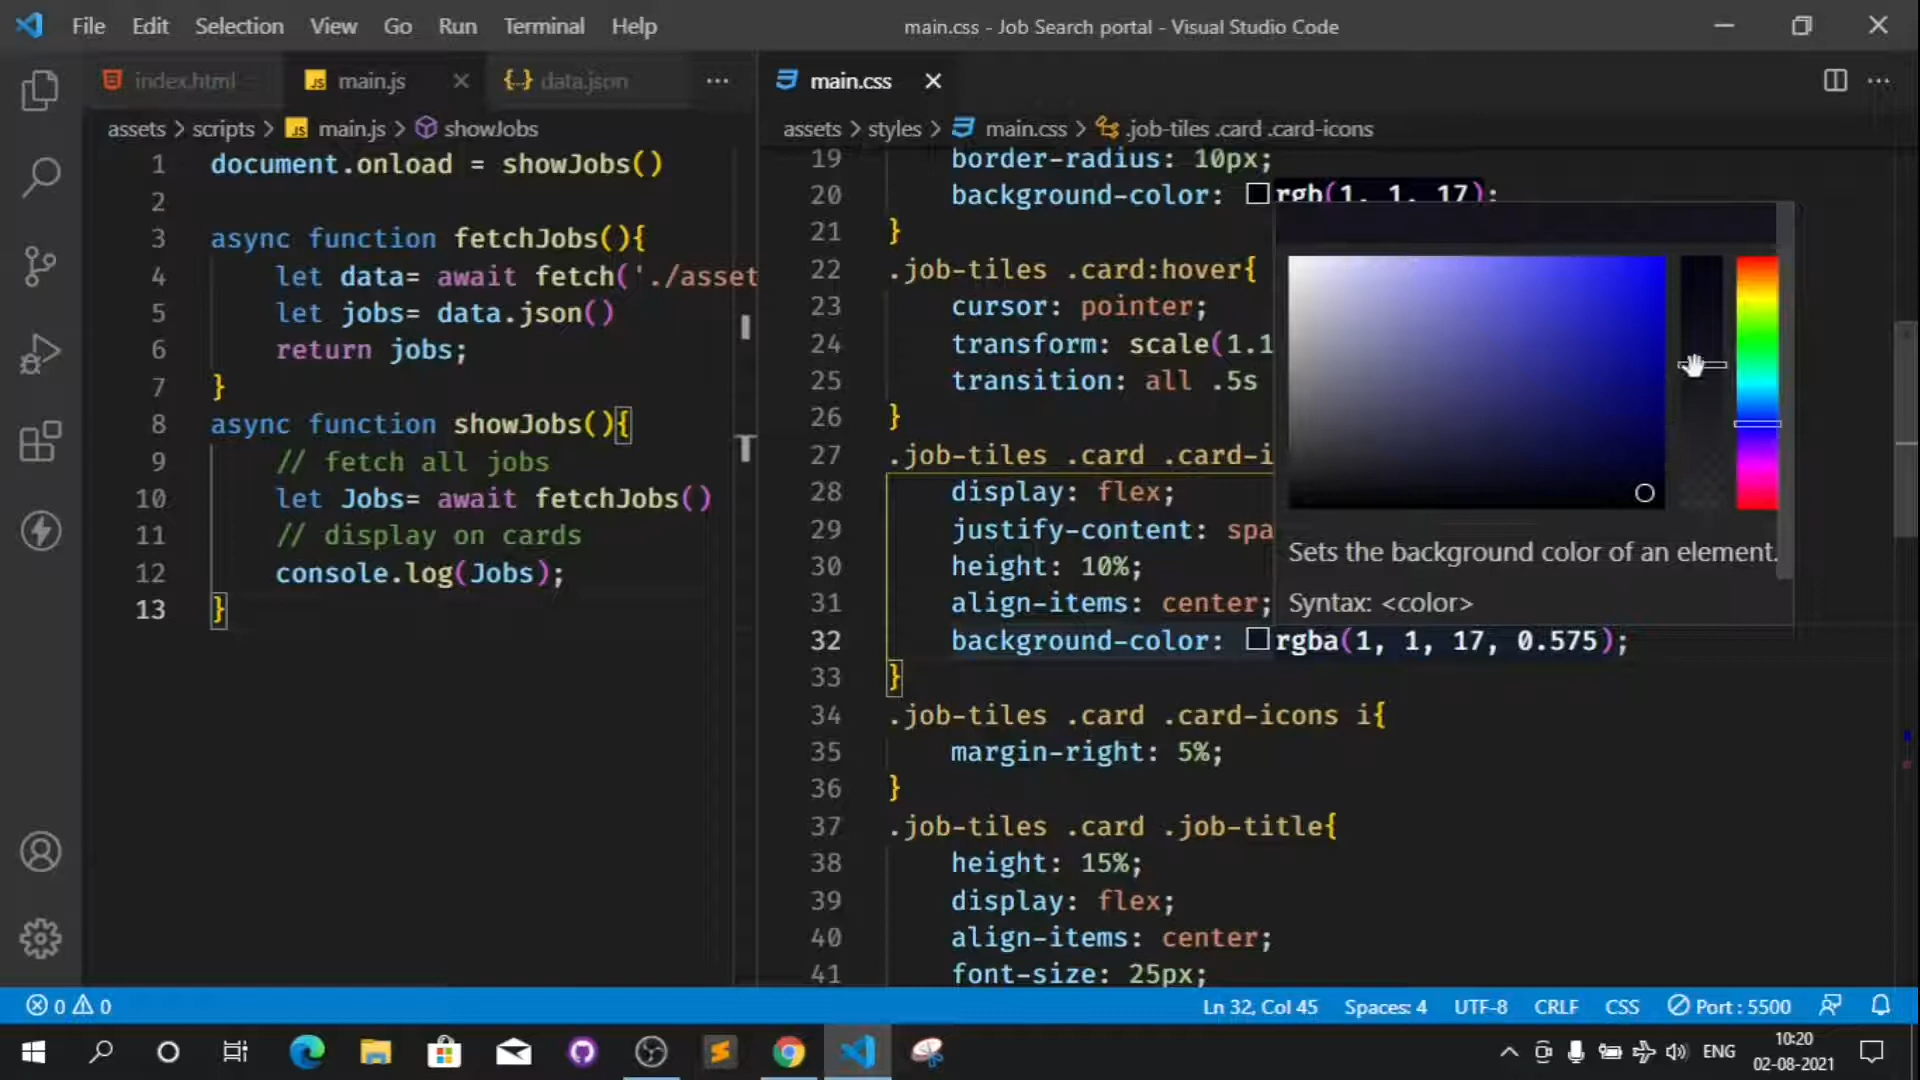 File Edit Selection View Go Run Terminal Help
main.css - Job Search portal - Visual Studio Code
index.html
main.js
data.json
assets > scripts > main.js > showJobs
1 document.onload = showJobs()
2
3 async function fetchJobs(){
4 let data= await fetch('./asset
5 let jobs= data.json()
6 return jobs;
7 }
8 async function showJobs(){
9 // fetch all jobs
10 let Jobs= await fetchJobs()
11 // display on cards
12 console.log(Jobs);
13 }
main.css
assets > styles > main.css > .job-tiles .card .card-icons
19 border-radius: 10px;
20 background-color: rgb(1, 1, 17);
21 }
22 .job-tiles .card:hover{
23 cursor: pointer;
24 transform: scale(1.1
25 transition: all .5s
26 }
27 .job-tiles .card .card-i
28 display: flex;
29 justify-content: spa
30 height: 10%;
31 align-items: center;
32 background-color: rgba(1, 1, 17, 0.575);
33 }
34 .job-tiles .card .card-icons i{
35 margin-right: 5%;
36 }
37 .job-tiles .card .job-title{
38 height: 15%;
39 display: flex;
40 align-items: center;
41 font-size: 25px;
Sets the background color of an element.
Syntax: <color>
0 0
Ln 32, Col 45 Spaces: 4 UTF-8 CRLF CSS Port : 5500
ENG
10:20
02-08-2021